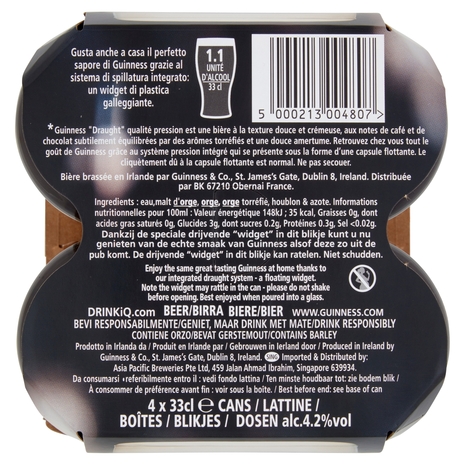 Gusta anche a casa il perfetto
sapore di Guinness grazie al
sistema di spillatura integrato:
un widget di plastica
galleggiante.
1.1
UNITÉ
D'ALCOOL
33 cl
5 000213 004807
*Guinness "Draught" qualité pression est une bière à la texture douce et crémeuse, aux notes de café et de
chocolat subtilement équilibrées par des arômes torréfiés et une douce amertume. Retrouvez chez vous tout le
goût de Guinness grâce au système pression intégré qui se présente sous la forme d'une capsule flottante. Le
cliquètement dû à la capsule flottante est normal. Ne pas secouer.
Bière brassée en Irlande par Guinness & Co., St. James's Gate, Dublin 8, Ireland. Distribuée
par BK 67210 Obernai France.
Ingredients : eau,malt d'orge, orge, orge torréfié, houblon & azote. Informations
nutritionnelles pour 100ml : Valeur énergétique 148kJ ; 35 kcal, Graisses 0g, dont
acides gras saturés 0g, Glucides 3g, dont sucres 0.2g, Protéines 0.3g, Sel <0.02g.
Dankzij de speciale drijvende "widget" in dit blikje kunt u nu
genieten van de echte smaak van Guinness alsof deze zo uit de
pub komt. De drijvende "widget" in dit blikje kan ratelen. Niet schudden.
Enjoy the same great tasting Guinness at home thanks to
our integrated draught system - a floating widget.
Note the widget may rattle in the can - please do not shake
before opening. Best enjoyed when poured into a glass.
DRINKiQ.com BEER/BIRRA BIERE/BIER WWW.GUINNESS.COM
BEVI RESPONSABILMENTE/GENIET, MAAR DRINK MET MATE/DRINK RESPONSIBLY
CONTIENE ORZO/BEVAT GERSTEMOUT/CONTAINS BARLEY
Prodotto in Irlanda da / Produit en Irlande par / Gebrouwen in Ierland door / Produced in Ireland by
Guinness & Co., St. James's Gate, Dublin 8, Ireland. SING Imported & Distributed by:
Asia Pacific Breweries Pte Ltd, 459 Jalan Ahmad Ibrahim, Singapore 639934.
Da consumarsi preferibilmente entro il : vedi fondo lattina / Ten minste houdbaar tot: zie bodem blik /
À consommer de préférence avant fin : voir sous la boîte. / Best before end: see base of can
4 x 33cl e CANS / LATTINE /
BOÎTES / BLIKJES / DOSEN alc.4.2%vol